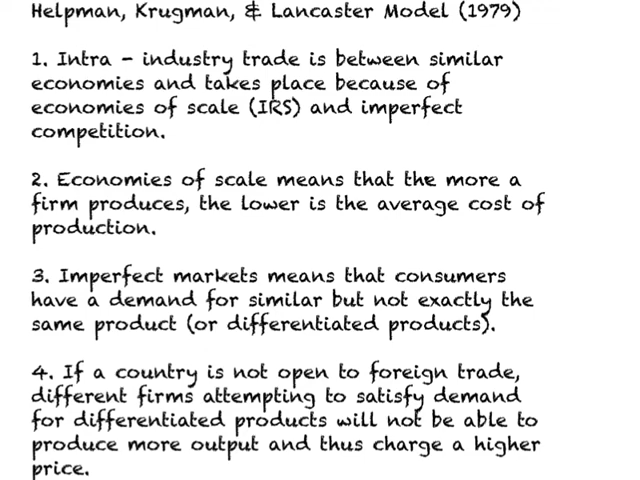 Helpman, Krugman, & Lancaster Model (1979)
1. Intra - industry trade is between similar
economies and takes place because of
economies of scale (IRS) and imperfect
competition.
2. Economies of scale means that the more a
firm produces, the lower is the average cost of
production.
3. Imperfect markets means that consumers
have a demand for similar but not exactly the
same product (or differentiated products).
4. If a country is not open to foreign trade,
different firms attempting to satisfy demand
for differentiated products will not be able to
produce more output and thus charge a higher
price.